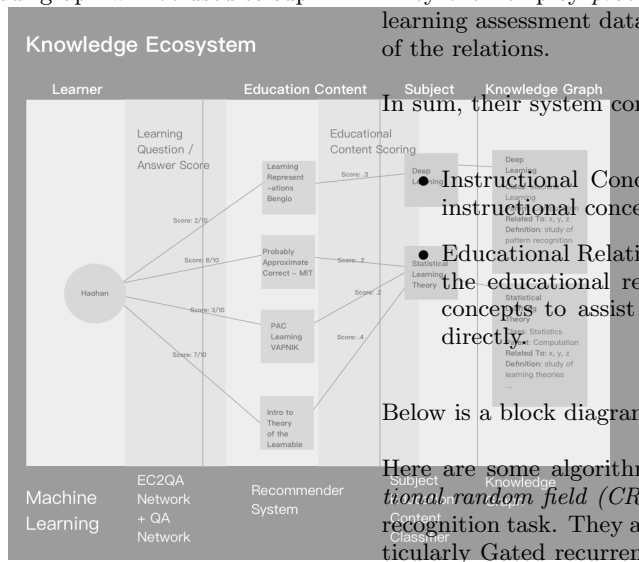 Knowledge Ecosystem
Learner
Education Content
Subject
Knowledge Graph
Learning
Question /
Answer Score
Educational
Content Scoring
Haohan
Score: 2/10
Score: 8/10
Score: 3/10
Score: 7/10
Learning
Represent
-ations
Bengio
Probably
Approximate
Correct - MIT
PAC
Learning
VAPNIK
Intro to
Theory
of the
Learnable
Score: .3
Score: .2
Score: .2
Score: .4
Deep
Learning
Statistical
Learning
Theory
Deep
Learning
Learning
Related To: x, y, z
Definition: study of
pattern recognition
Statistical
Learning
Theory
Class: Statistics
Parent: Computation
Related To: x, y, z
Definition: study of
learning theories
...
Machine
Learning
EC2QA
Network
+ QA
Network
Recommender
System
Subject
Content
Classifier
Knowledge
Graph
learning assessment data
of the relations.
In sum, their system con
• Instructional Conc
instructional conce
• Educational Relati
the educational re
concepts to assist
directly.
Below is a block diagram
Here are some algorithm
tional random field (CR
recognition task. They a
ticularly Gated recurren